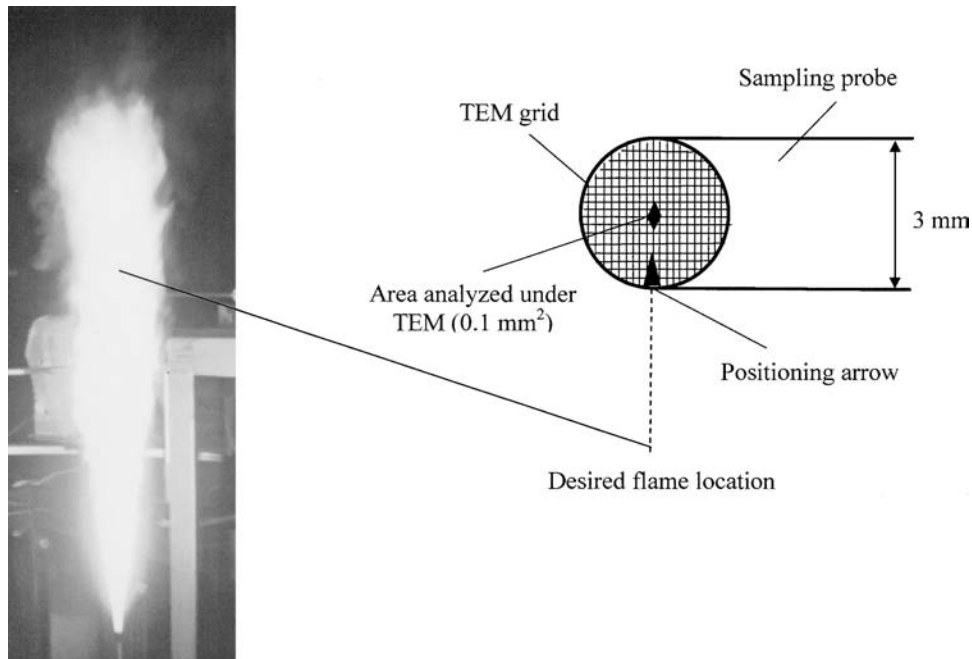 Sampling probe
TEM grid
3 mm
Area analyzed under
TEM (0.1 mm²)
Positioning arrow
Desired flame location